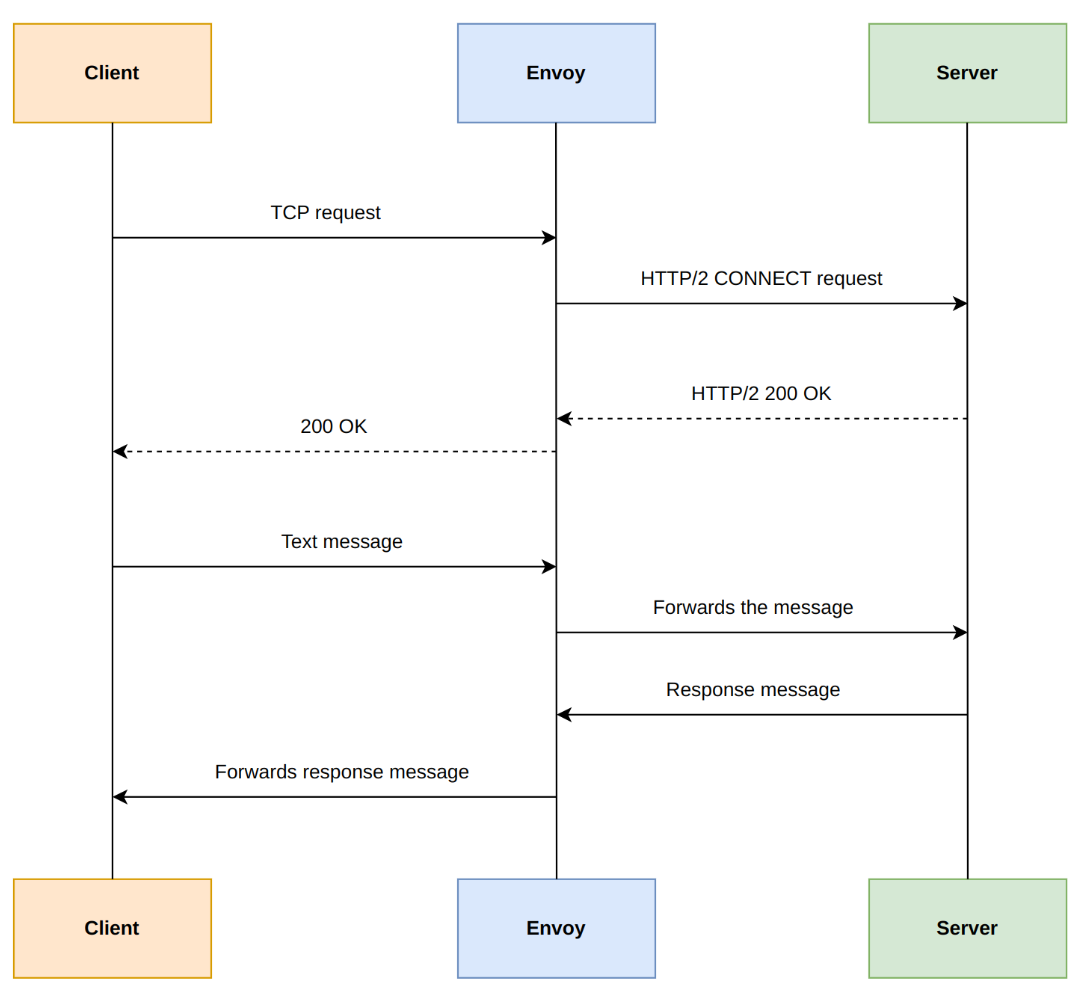 Client
Envoy
Server
TCP request
HTTP/2 CONNECT request
HTTP/2 200 OK
200 OK
Text message
Forwards the message
Response message
Forwards response message
Client
Envoy
Server